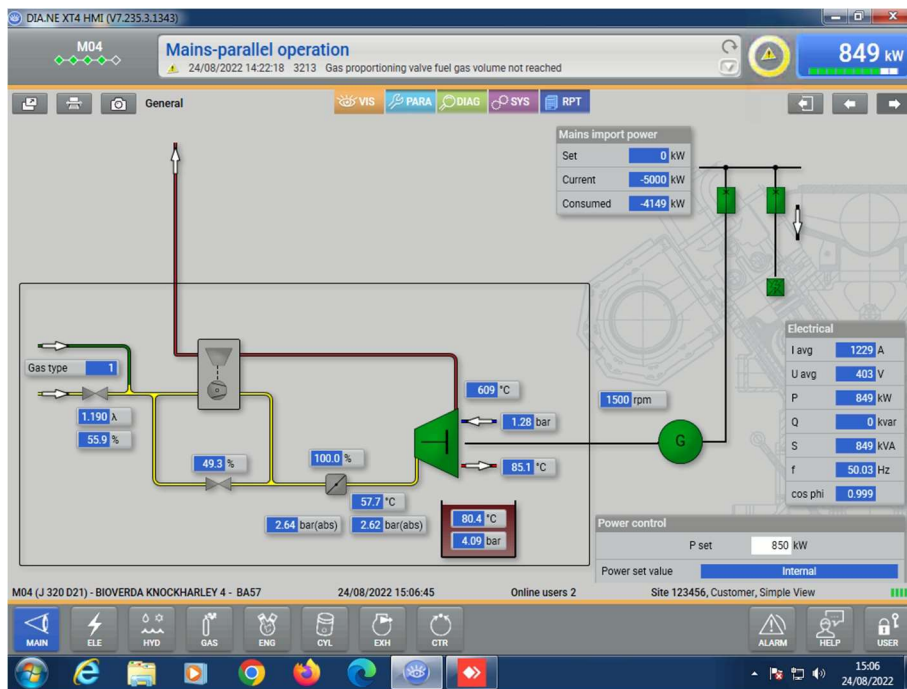 DIA.NE XT4 HMI (V7.235.3.1343)
M04
Mains-parallel operation
24/08/2022 14:22:18 3213 Gas proportioning valve fuel gas volume not reached
849 kW
General
VIS PARA DIAG SYS RPT
Mains import power
Set 0 kW
Current -5000 kW
Consumed -4149 kW
Gas type 1
1.190 λ
55.9 %
49.3 %
100.0 %
57.7 °C
2.64 bar(abs) 2.62 bar(abs)
609 °C
1.28 bar
85.1 °C
80.4 °C
4.09 bar
1500 rpm
G
Electrical
I avg 1229 A
U avg 403 V
P 849 kW
Q 0 kvar
S 849 kVA
f 50.03 Hz
cos phi 0.999
Power control
P set 850 kW
Power set value Internal
M04 (J 320 D21) - BIOVERDA KNOCKHARLEY 4 - BA57 24/08/2022 15:06:45 Online users 2 Site 123456, Customer, Simple View
MAIN ELE HYD GAS ENG CYL EXH CTR ALARM HELP USER
15:06
24/08/2022